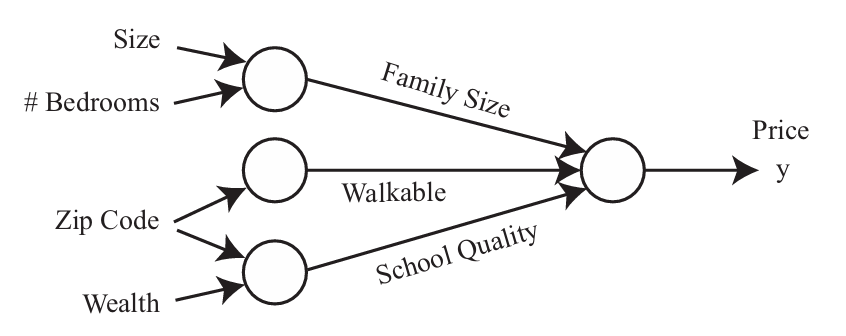 Size
# Bedrooms
Zip Code
Wealth
Family Size
Walkable
School Quality
Price
y